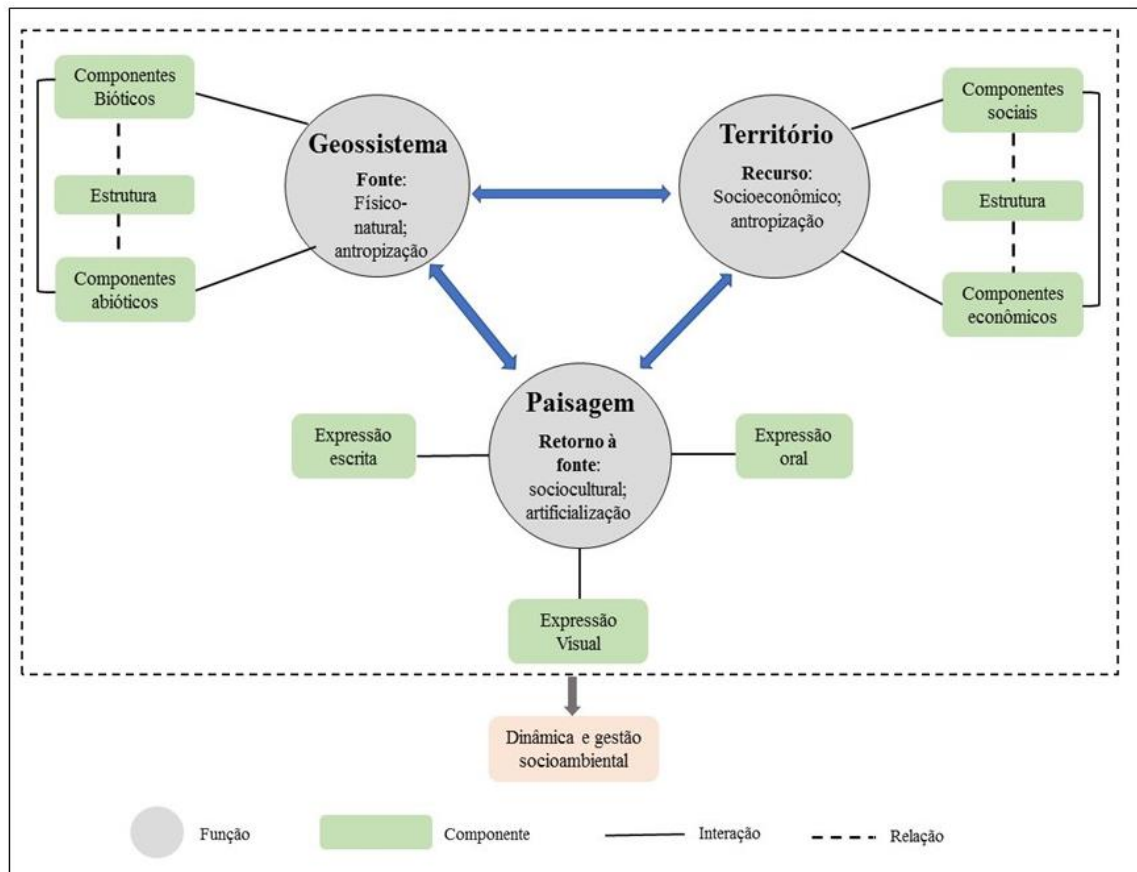 Componentes
Bióticos
Estrutura
Componentes
abióticos
Geossistema
Fonte:
Físico-
natural;
antropização
Território
Recurso:
Socioeconômico;
antropização
Componentes
sociais
Estrutura
Componentes
econômicos
Paisagem
Retorno à
fonte:
sociocultural;
artificialização
Expressão
escrita
Expressão
oral
Expressão
Visual
Dinâmica e gestão
socioambiental
Função
Componente
Interação
Relação